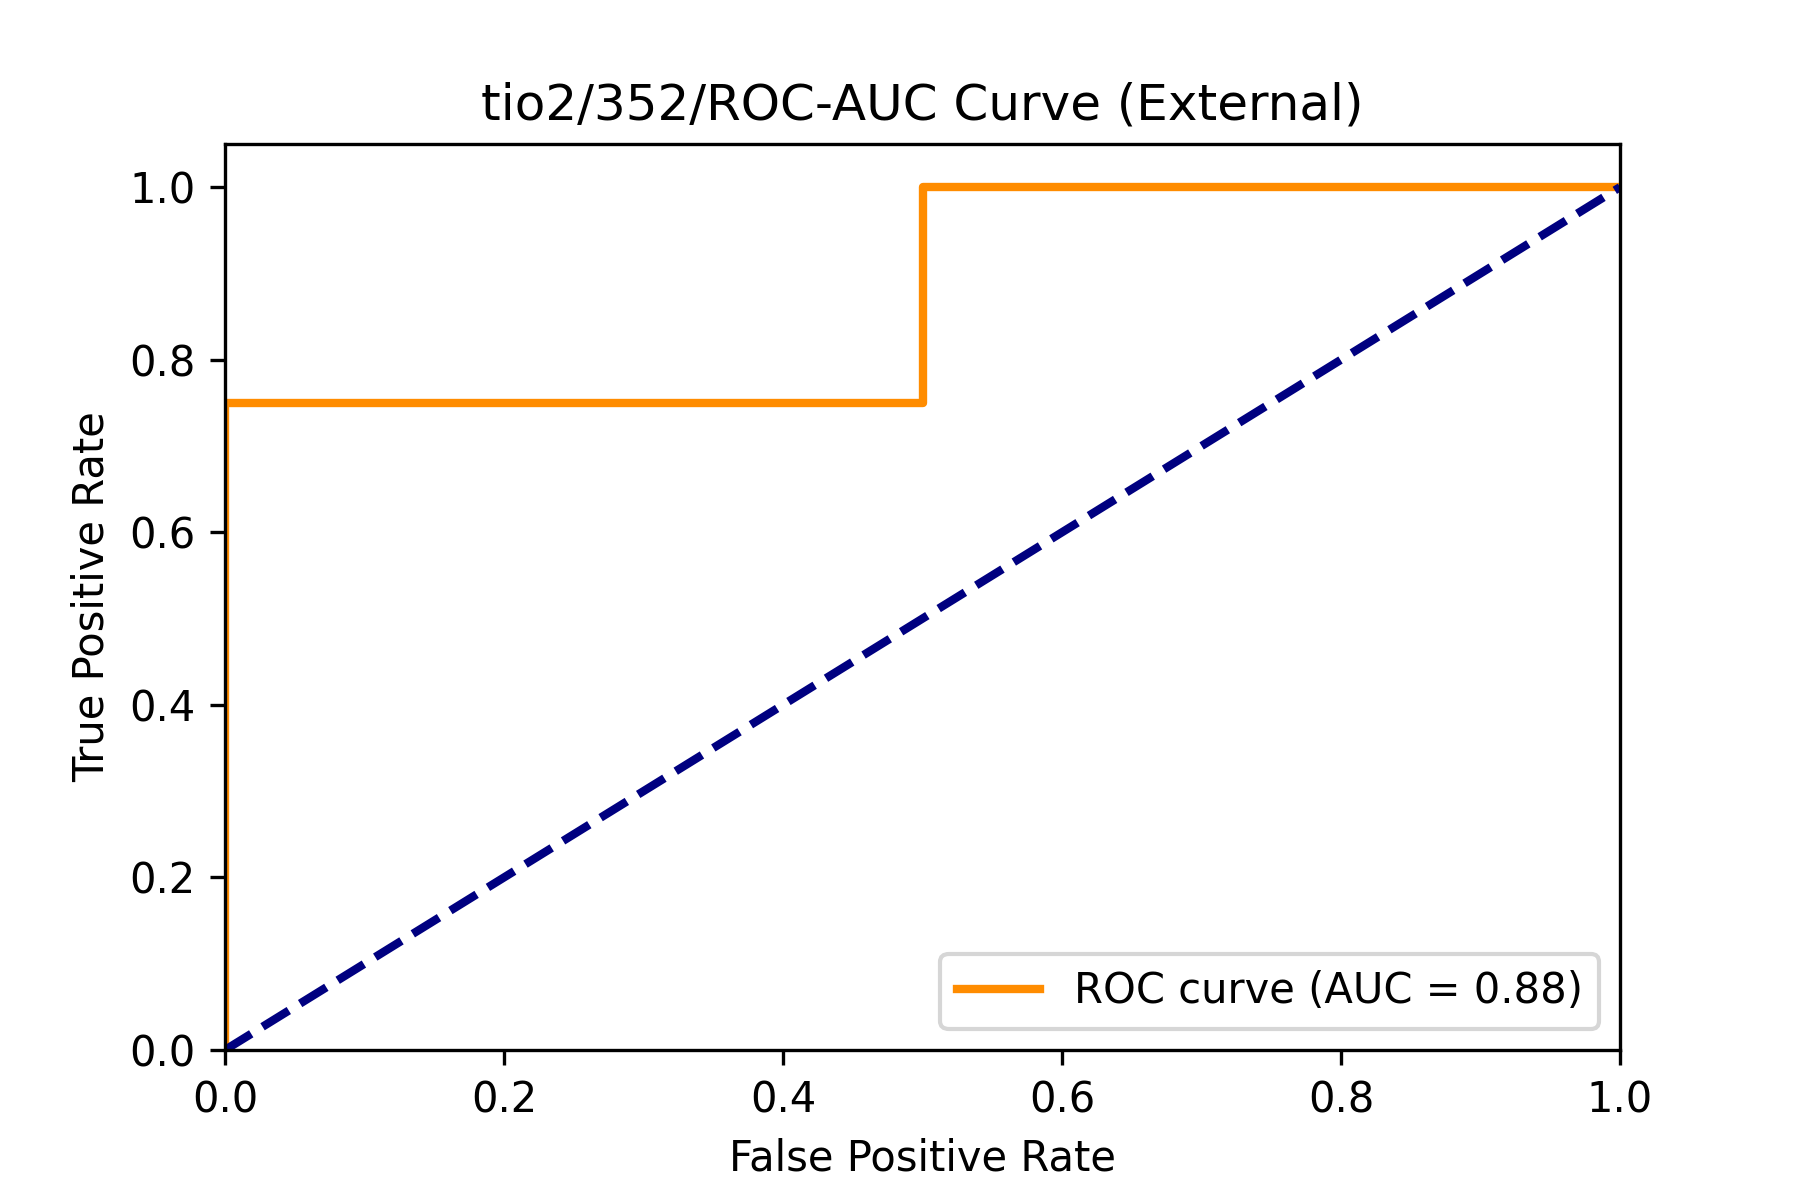 tio2/352/ROC-AUC Curve (External)
1.0
0.8
0.6
0.4
0.2
0.0
True Positive Rate
ROC curve (AUC = 0.88)
0.0 0.2 0.4 0.6 0.8 1.0
False Positive Rate